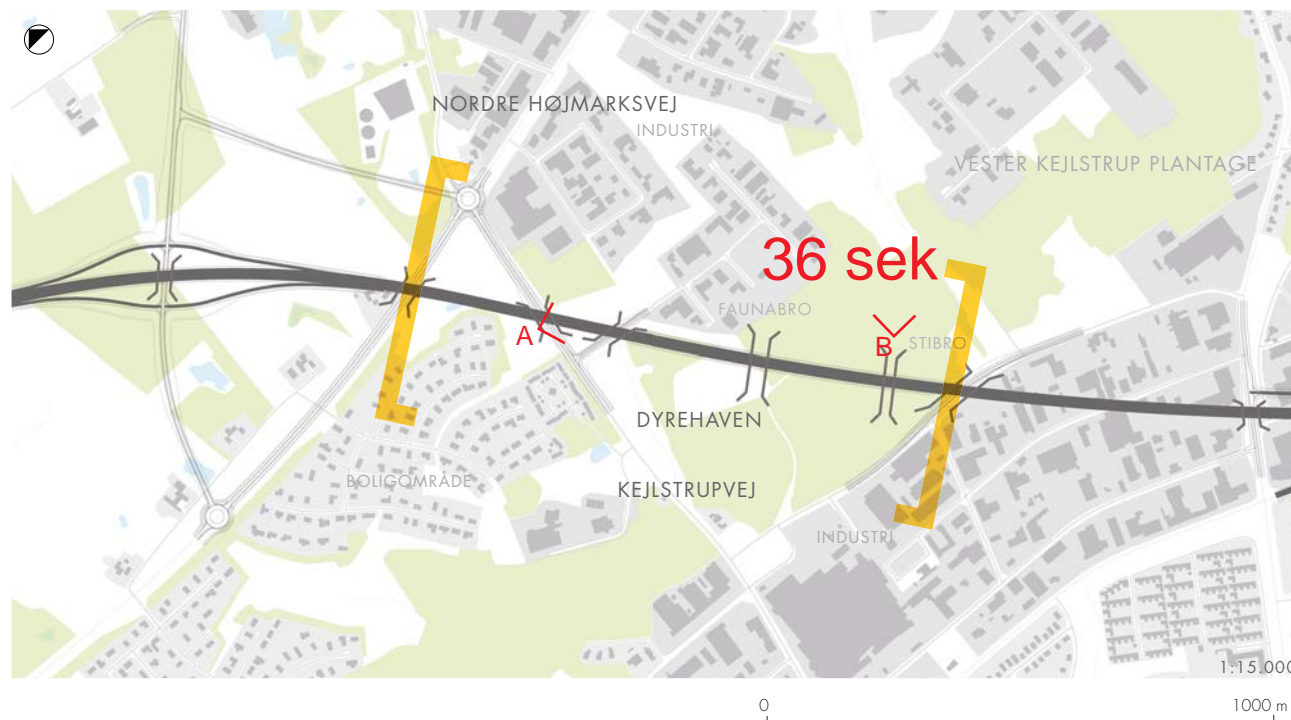 NORDRE HØJMARKSVEJ
INDUSTRI
VESTER KEJLSTRUP PLANTAGE
36 sek
FAUNABRO
A
B
STIBRO
DYREHAVEN
BOLIGOMRÅDE
KEJLSTRUPVEJ
INDUSTRI
1:15.000
0
1000 m